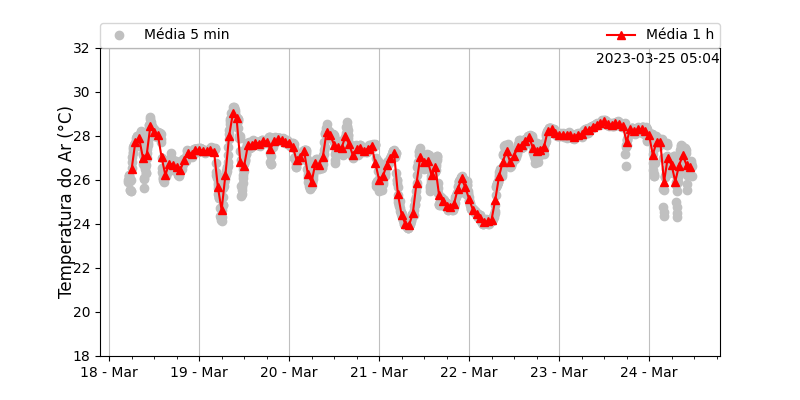 Média 5 min
Média 1 h
2023-03-25 05:04
Temperatura do Ar (°C)
32
30
28
26
24
22
20
18
18 - Mar
19 - Mar
20 - Mar
21 - Mar
22 - Mar
23 - Mar
24 - Mar